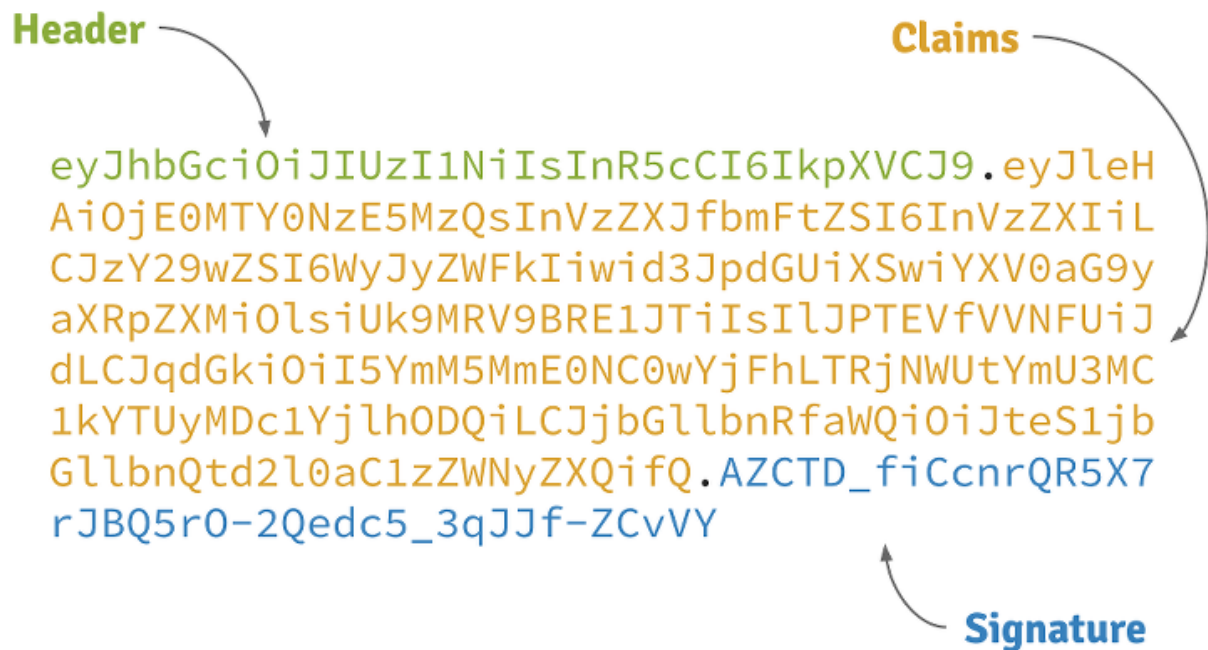 Header
Claims
eyJhbGciOiJIUzI1NiIsInR5cCI6IkpXVCJ9.eyJleH
AiOjE0MTY0NzE5MzQsInVzZXJfbmFtZSI6InVzZXIiL
CJzY29wZSI6WyJyZWFkIiwid3JpdGUiXSwiYXV0aG9y
aXRpZXMiOlsiUk9MRV9BRE1JTiIsIlJPTEVfVVNFUiJ
dLCJqdGkiOiI5YmM5MmE0NC0wYjFhLTRjNWUtYmU3MC
1kYTUyMDc1YjlhODQiLCJjbGllbnRfaWQiOiJteS1jb
GllbnQtd2l0aC1zZWNyZXQifQ.AZCTD_fiCcnrQR5X7
rJBQ5rO-2Qedc5_3qJJf-ZCvVY
Signature